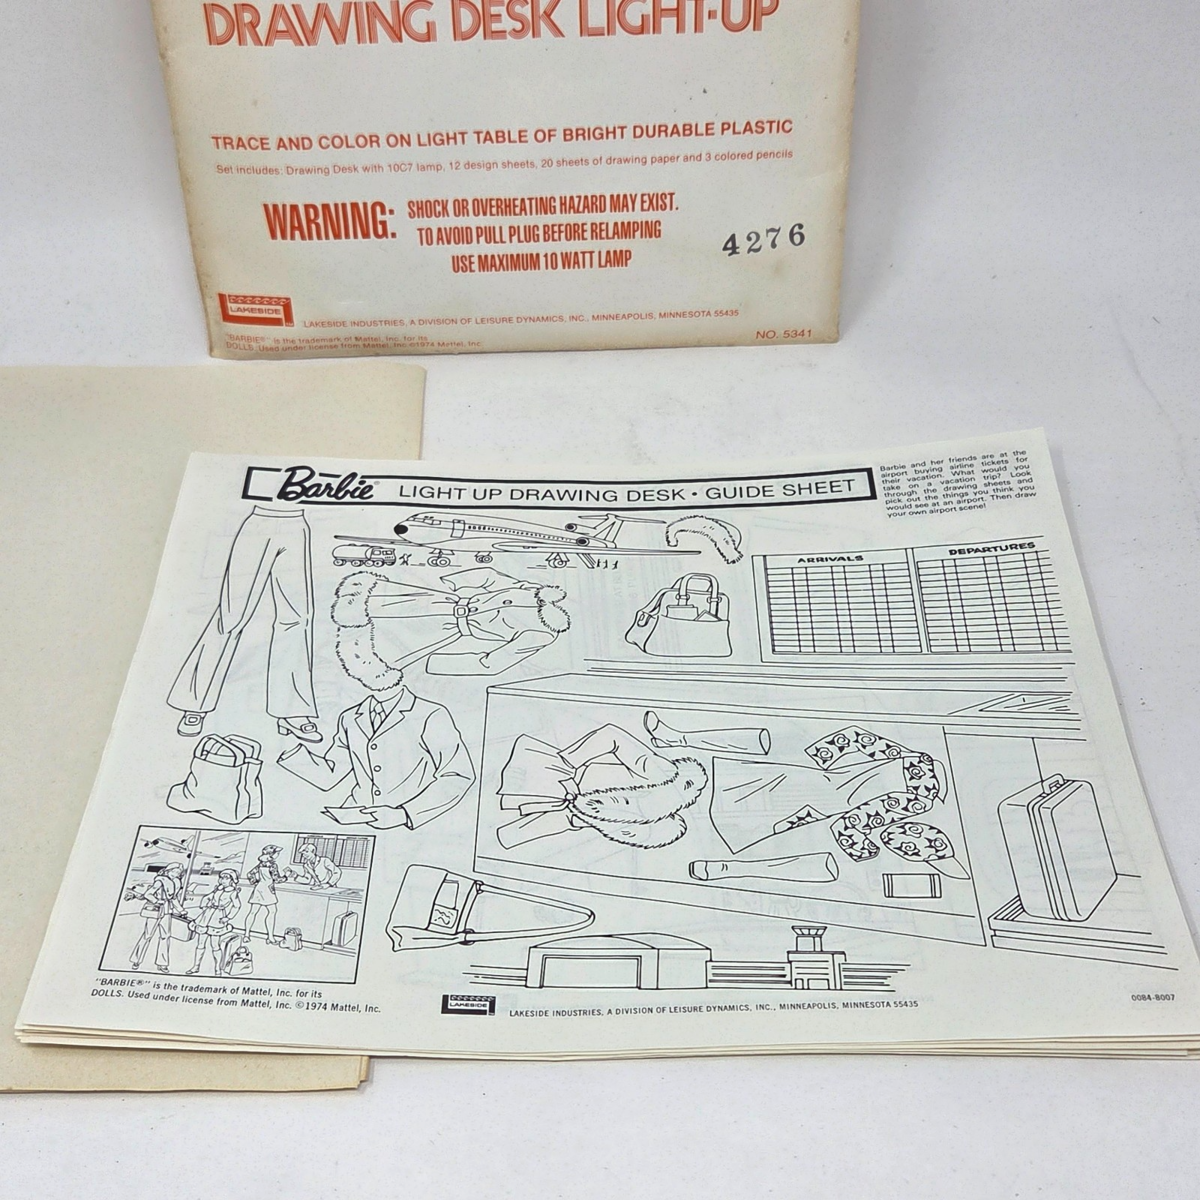 DRAWING DESK LIGHT-UP
TRACE AND COLOR ON LIGHT TABLE OF BRIGHT DURABLE PLASTIC
Set includes: Drawing Desk with 10C7 lamp, 12 design sheets, 20 sheets of drawing paper and 3 colored pencils
WARNING: SHOCK OR OVERHEATING HAZARD MAY EXIST.
TO AVOID PULL PLUG BEFORE RELAMPING
USE MAXIMUM 10 WATT LAMP
4276
LAKESIDE
LAKESIDE INDUSTRIES, A DIVISION OF LEISURE DYNAMICS, INC., MINNEAPOLIS, MINNESOTA 55435
"BARBIE®" is the trademark of Mattel, Inc. for its
DOLLS. Used under license from Mattel, Inc. ©1974 Mattel, Inc.
NO. 5341
Barbie® LIGHT UP DRAWING DESK • GUIDE SHEET
Barbie and her friends are at the
airport buying airline tickets for
their vacation. What would you
take on a vacation trip? Look
through the drawing sheets and
pick out the things you think you
would see at an airport. Then draw
your own airport scene!
ARRIVALS
DEPARTURES
"BARBIE®" is the trademark of Mattel, Inc. for its
DOLLS. Used under license from Mattel, Inc. ©1974 Mattel, Inc.
LAKESIDE
LAKESIDE INDUSTRIES, A DIVISION OF LEISURE DYNAMICS, INC., MINNEAPOLIS, MINNESOTA 55435
0084-8007